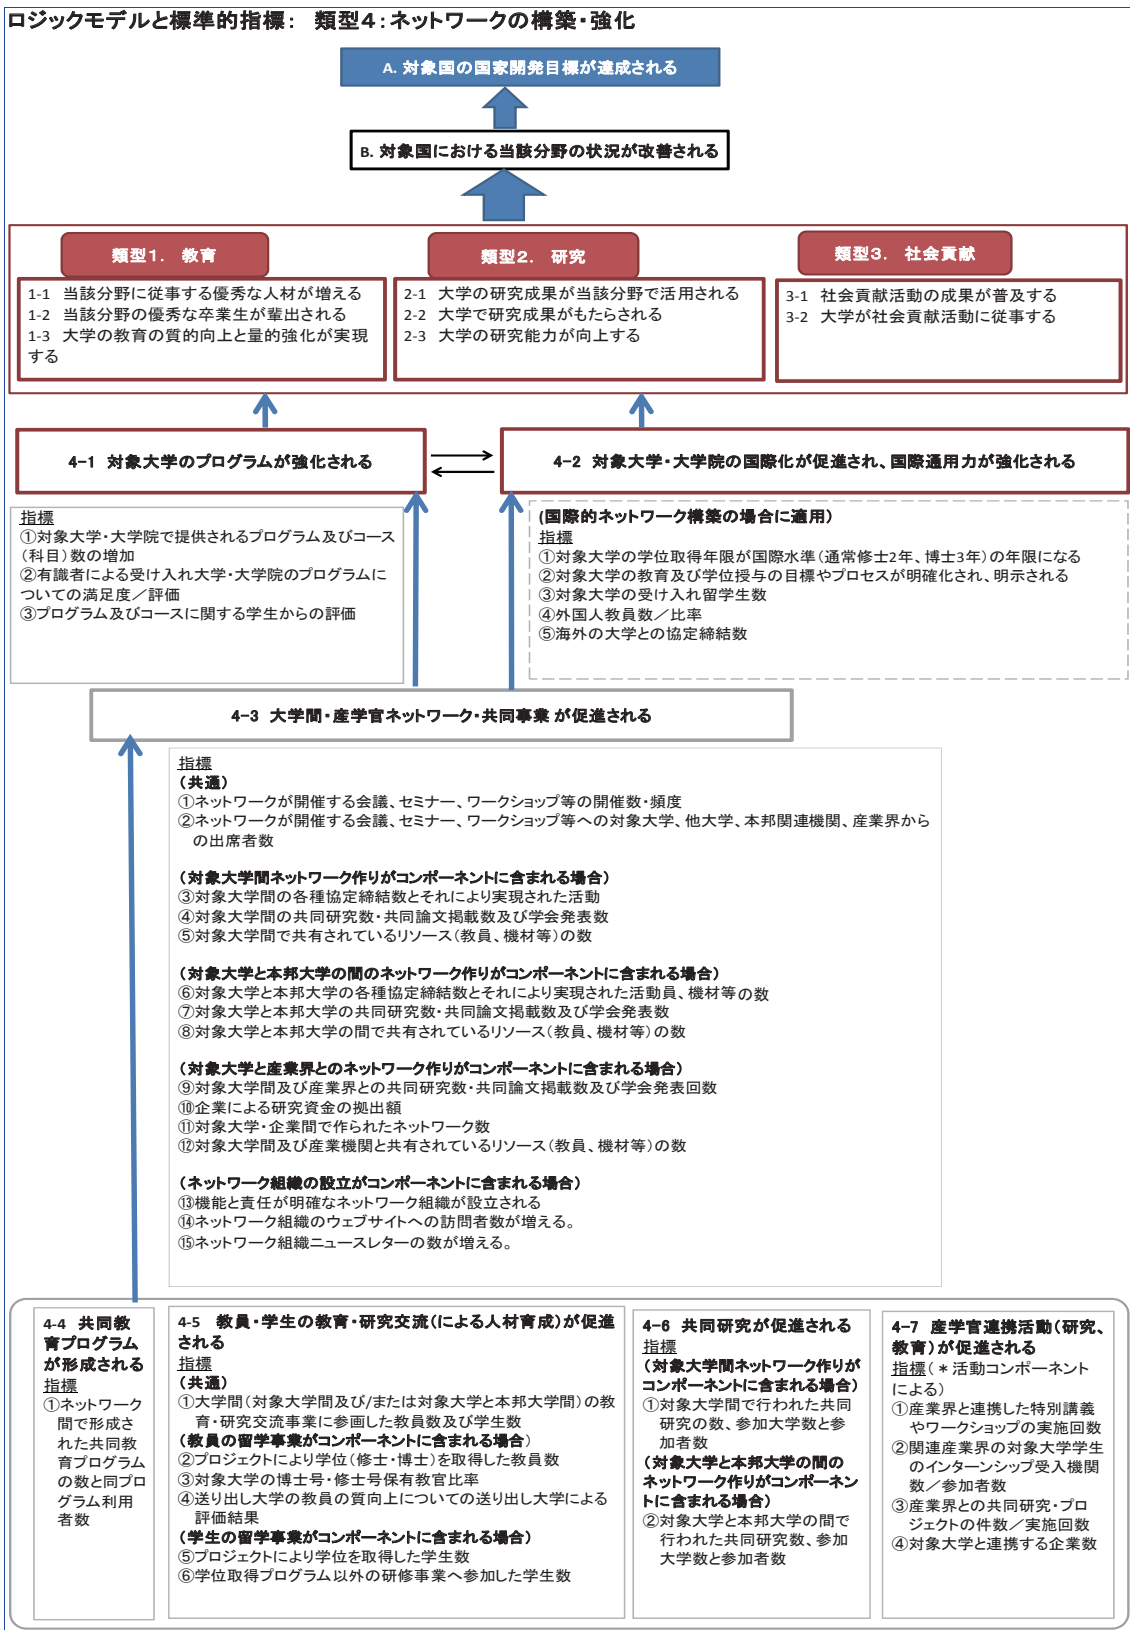 ロジックモデルと標準的指標： 類型４：ネットワークの構築・強化
A. 対象国の国家開発目標が達成される
B. 対象国における当該分野の状況が改善される
類型１． 教育
1-1 当該分野に従事する優秀な人材が増える
1-2 当該分野の優秀な卒業生が輩出される
1-3 大学の教育の質的向上と量的強化が実現
する
類型２． 研究
2-1 大学の研究成果が当該分野で活用される
2-2 大学で研究成果がもたらされる
2-3 大学の研究能力が向上する
類型３． 社会貢献
3-1 社会貢献活動の成果が普及する
3-2 大学が社会貢献活動に従事する
4-1 対象大学のプログラムが強化される
4-2 対象大学・大学院の国際化が促進され、国際通用力が強化される
指標
①対象大学・大学院で提供されるプログラム及びコース
（科目）数の増加
②有識者による受け入れ大学・大学院のプログラムに
ついての満足度／評価
③プログラム及びコースに関する学生からの評価
(国際的ネットワーク構築の場合に適用）
指標
①対象大学の学位取得年限が国際水準（通常修士2年、博士3年）の年限になる
②対象大学の教育及び学位授与の目標やプロセスが明確化され、明示される
③対象大学の受け入れ留学生数
④外国人教員数／比率
⑤海外の大学との協定締結数
4-3 大学間・産学官ネットワーク・共同事業 が促進される
指標
（共通）
①ネットワークが開催する会議、セミナー、ワークショップ等の開催数・頻度
②ネットワークが開催する会議、セミナー、ワークショップ等への対象大学、他大学、本邦関連機関、産業界から
の出席者数
（対象大学間ネットワーク作りがコンポーネントに含まれる場合）
③対象大学間の各種協定締結数とそれにより実現された活動
④対象大学間の共同研究数・共同論文掲載数及び学会発表数
⑤対象大学間で共有されているリソース（教員、機材等）の数
（対象大学と本邦大学の間のネットワーク作りがコンポーネントに含まれる場合）
⑥対象大学と本邦大学の各種協定締結数とそれにより実現された活動員、機材等の数
⑦対象大学と本邦大学の共同研究数・共同論文掲載数及び学会発表数
⑧対象大学と本邦大学の間で共有されているリソース（教員、機材等）の数
（対象大学と産業界とのネットワーク作りがコンポーネントに含まれる場合）
⑨対象大学間及び産業界との共同研究数・共同論文掲載数及び学会発表回数
⑩企業による研究資金の拠出額
⑪対象大学・企業間で作られたネットワーク数
⑫対象大学間及び産業機関と共有されているリソース（教員、機材等）の数
（ネットワーク組織の設立がコンポーネントに含まれる場合）
⑬機能と責任が明確なネットワーク組織が設立される
⑭ネットワーク組織のウェブサイトへの訪問者数が増える。
⑮ネットワーク組織ニュースレターの数が増える。
4-4 共同教
育プログラム
が形成される
指標
①ネットワーク
間で形成さ
れた共同教
育プログラム
の数と同プロ
グラム利用
者数
4-5 教員・学生の教育・研究交流（による人材育成）が促進
される
指標
（共通）
①大学間（対象大学間及び/または対象大学と本邦大学間）の教
育・研究交流事業に参画した教員数及び学生数
（教員の留学事業がコンポーネントに含まれる場合）
②プロジェクトにより学位（修士・博士）を取得した教員数
③対象大学の博士号・修士号保有教官比率
④送り出し大学の教員の質向上についての送り出し大学による
評価結果
（学生の留学事業がコンポーネントに含まれる場合）
⑤プロジェクトにより学位を取得した学生数
⑥学位取得プログラム以外の研修事業へ参加した学生数
4-6 共同研究が促進される
指標
（対象大学間ネットワーク作りが
コンポーネントに含まれる場合）
①対象大学間で行われた共同
研究の数、参加大学数と参
加者数
（対象大学と本邦大学の間の
ネットワーク作りがコンポーネン
トに含まれる場合）
②対象大学と本邦大学の間で
行われた共同研究数、参加
大学数と参加者数
4-7 産学官連携活動（研究、
教育）が促進される
指標（＊活動コンポーネント
による）
①産業界と連携した特別講義
やワークショップの実施回数
②関連産業界の対象大学学生
のインターンシップ受入機関
数／参加者数
③産業界との共同研究・プロ
ジェクトの件数／実施回数
④対象大学と連携する企業数